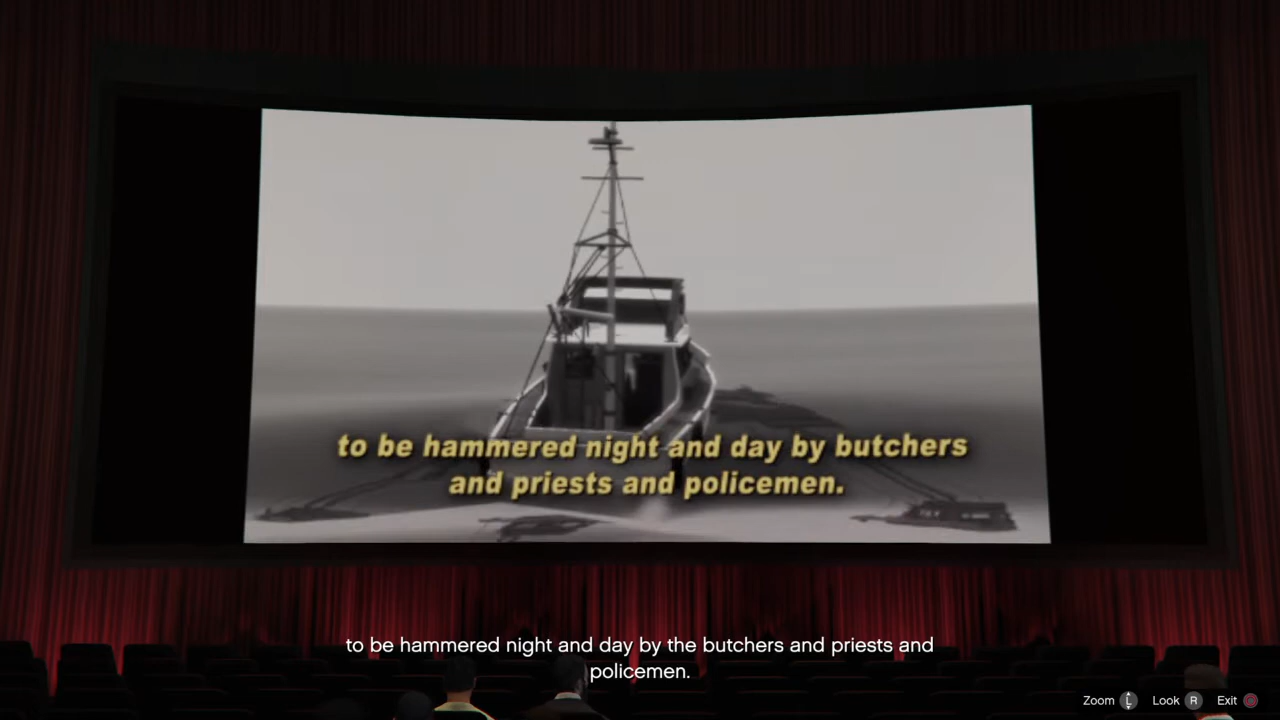 to be hammered night and day by butchers
and priests and policemen.
to be hammered night and day by the butchers and priests and
policemen.
Zoom L Look R Exit